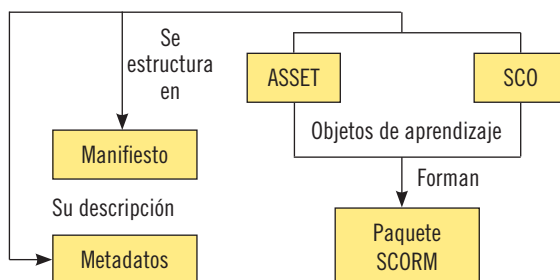 Se
estructura
en
ASSET
SCO
Manifiesto
Objetos de aprendizaje
Forman
Su descripción
Metadatos
Paquete
SCORM